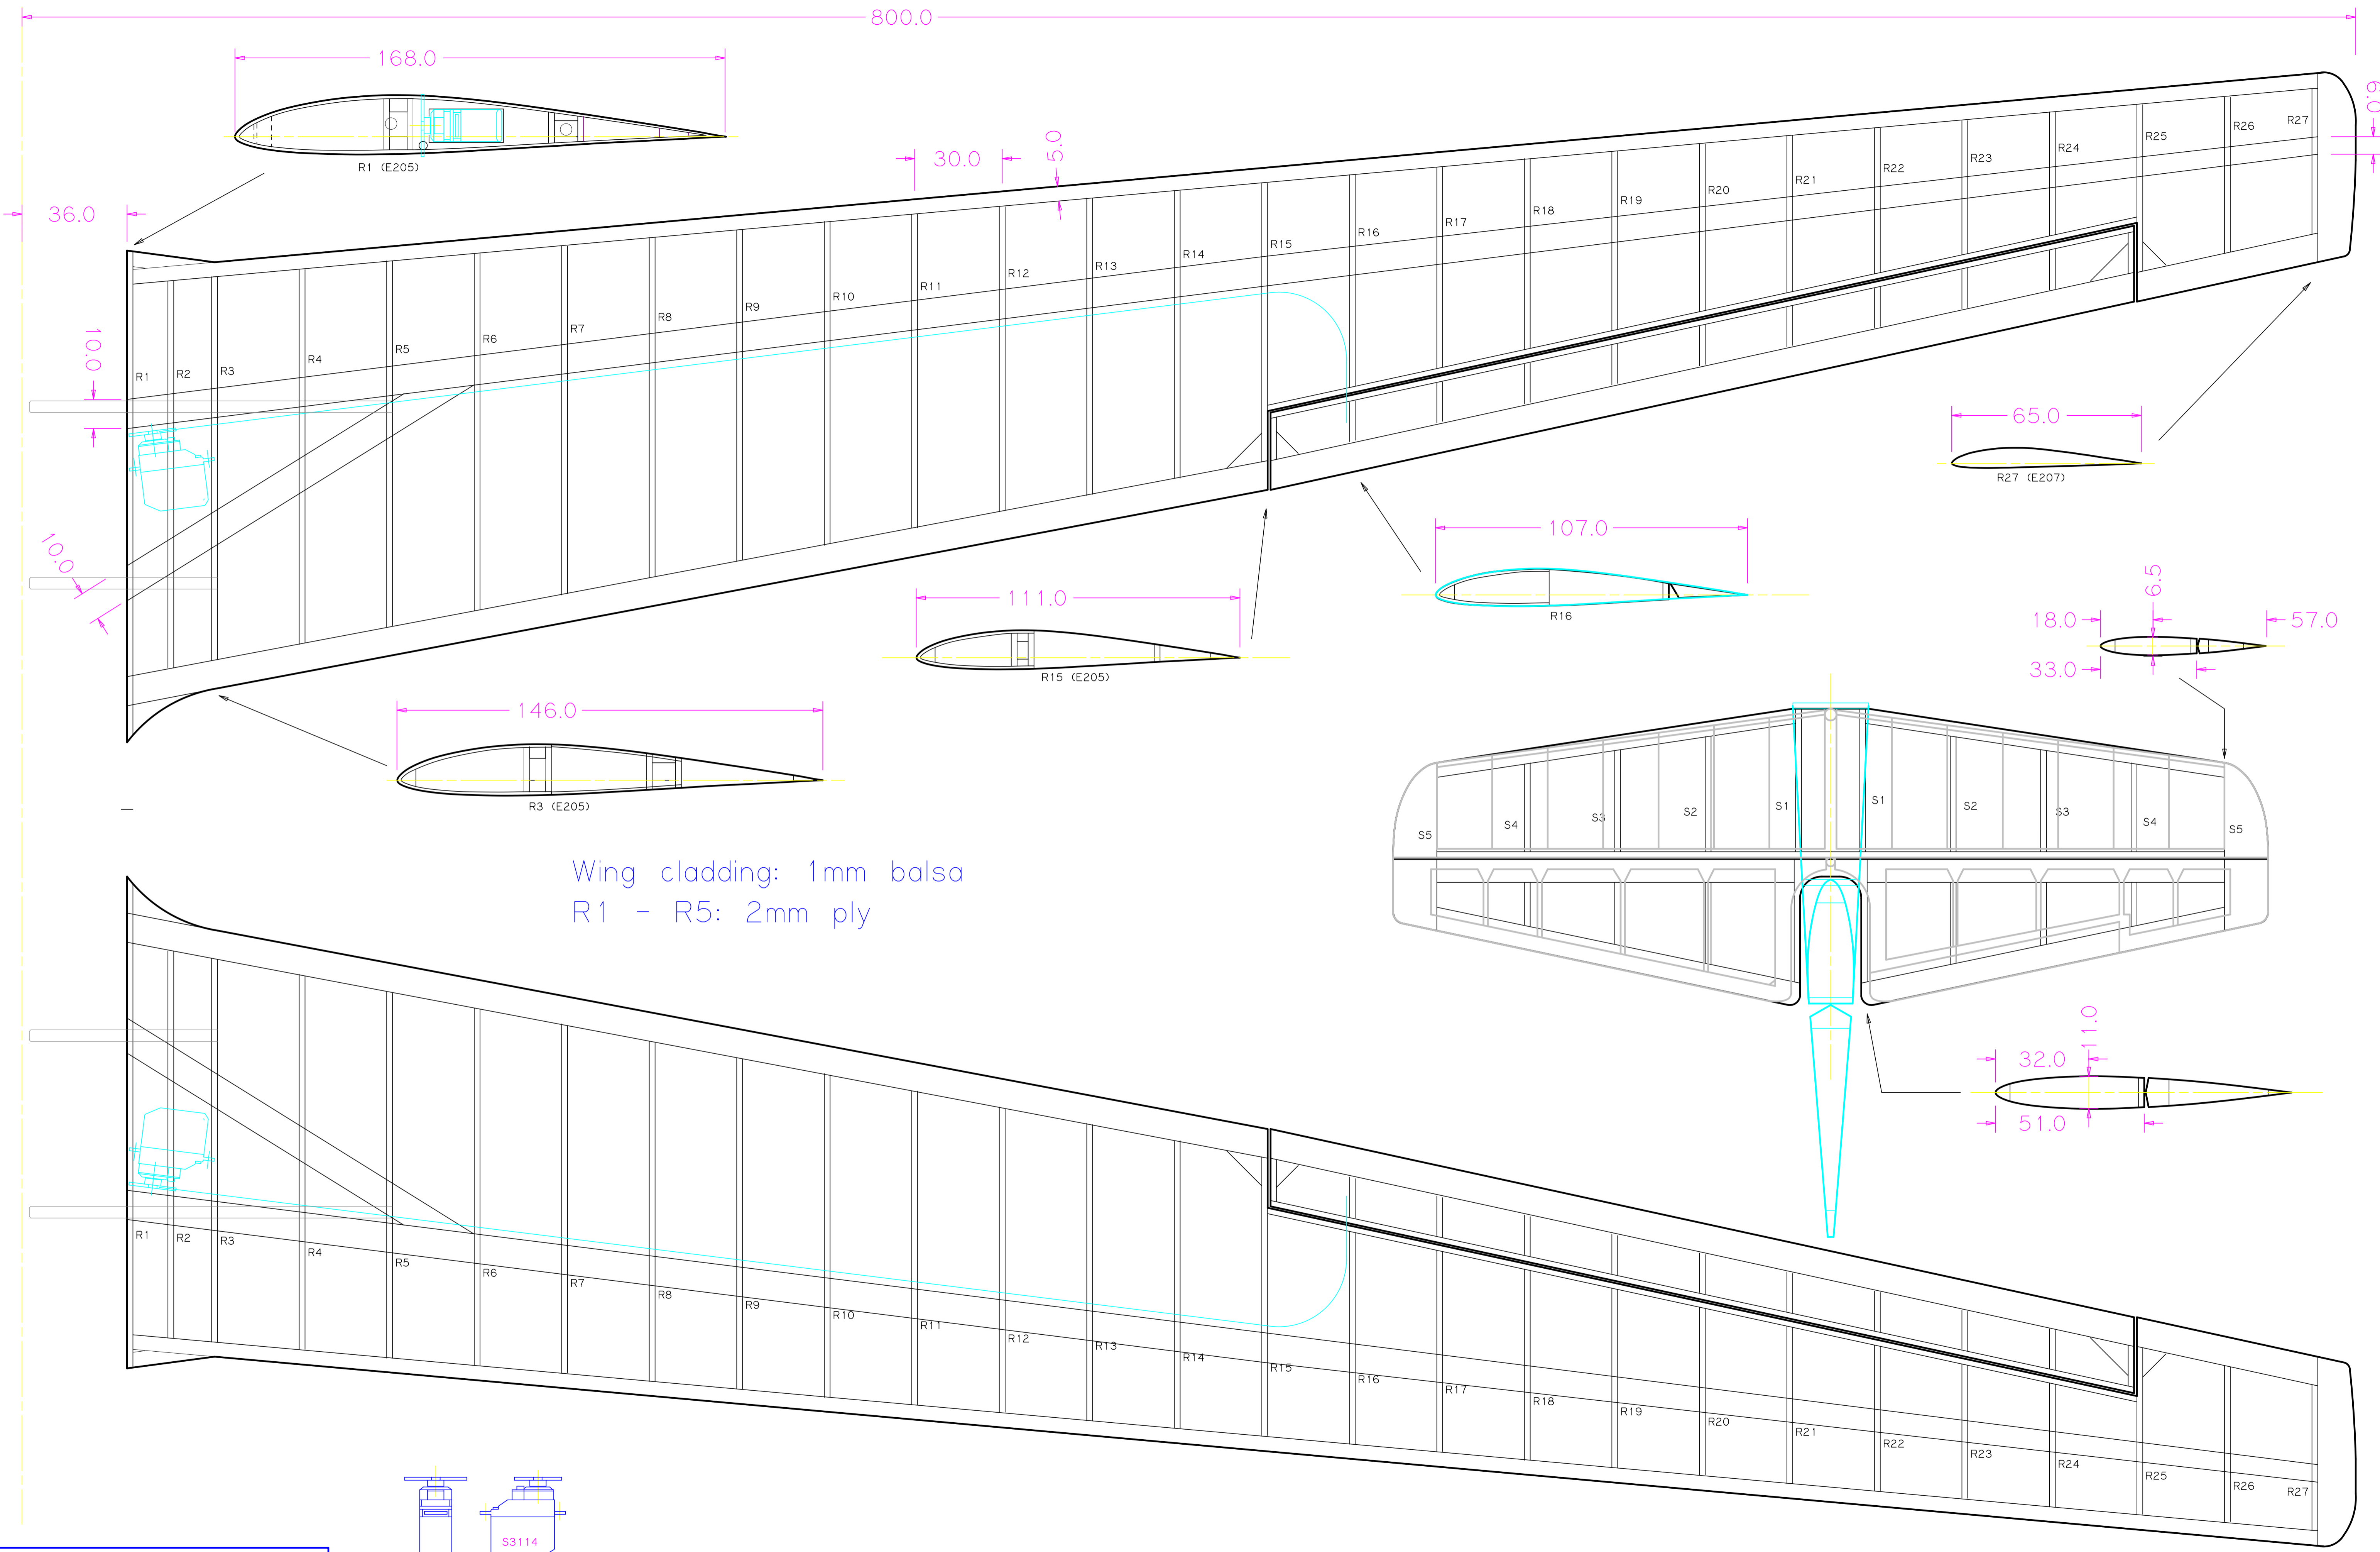 800.0
168.0
R1 (E205)
36.0
30.0
5.0
6.0
R1
R2
R3
R4
R5
R6
R7
R8
R9
R10
R11
R12
R13
R14
R15
R16
R17
R18
R19
R20
R21
R22
R23
R24
R25
R26
R27
10.0
10.0
65.0
R27 (E207)
107.0
R16
111.0
R15 (E205)
146.0
R3 (E205)
6.5
18.0
57.0
33.0
S5
S4
S3
S2
S1
S1
S2
S3
S4
S5
Wing cladding: 1mm balsa
R1 - R5: 2mm ply
11.0
32.0
51.0
R1
R2
R3
R4
R5
R6
R7
R8
R9
R10
R11
R12
R13
R14
R15
R16
R17
R18
R19
R20
R21
R22
R23
R24
R25
R26
R27
S3114